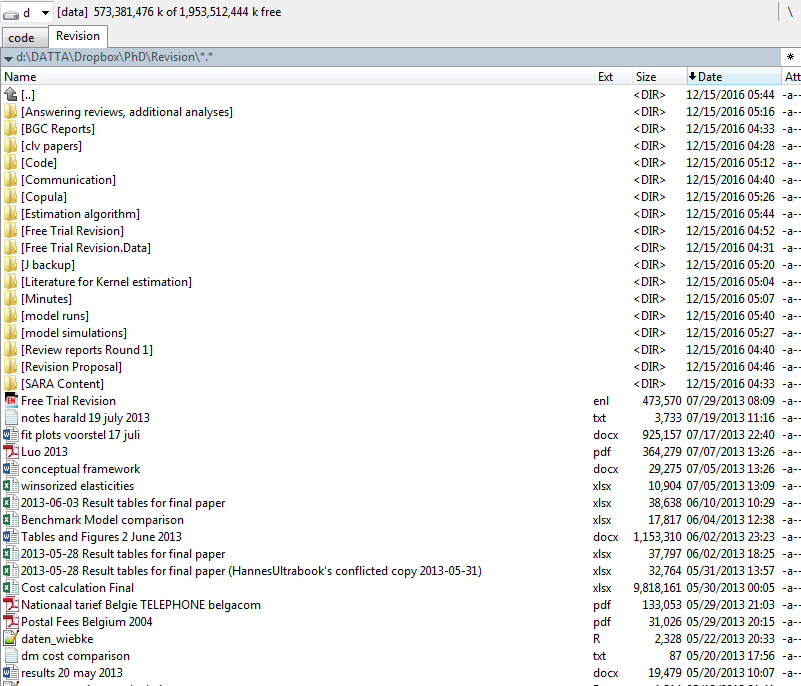 d [data] 573,381,476 k of 1,953,512,444 k free \
code Revision
d:\DATTA\Dropbox\PhD\Revision\*.* *
Name Ext Size Date Att
[..] <DIR> 12/15/2016 05:44 -a--
[Answering reviews, additional analyses] <DIR> 12/15/2016 05:16 -a--
[BGC Reports] <DIR> 12/15/2016 04:33 -a--
[clv papers] <DIR> 12/15/2016 04:28 -a--
[Code] <DIR> 12/15/2016 05:12 -a--
[Communication] <DIR> 12/15/2016 04:40 -a--
[Copula] <DIR> 12/15/2016 05:26 -a--
[Estimation algorithm] <DIR> 12/15/2016 05:44 -a--
[Free Trial Revision] <DIR> 12/15/2016 04:52 -a--
[Free Trial Revision.Data] <DIR> 12/15/2016 04:31 -a--
[J backup] <DIR> 12/15/2016 05:20 -a--
[Literature for Kernel estimation] <DIR> 12/15/2016 05:04 -a--
[Minutes] <DIR> 12/15/2016 05:07 -a--
[model runs] <DIR> 12/15/2016 05:40 -a--
[model simulations] <DIR> 12/15/2016 05:27 -a--
[Review reports Round 1] <DIR> 12/15/2016 04:40 -a--
[Revision Proposal] <DIR> 12/15/2016 04:46 -a--
[SARA Content] <DIR> 12/15/2016 04:33 -a--
Free Trial Revision enl 473,570 07/29/2013 08:09 -a--
notes harald 19 july 2013 txt 3,733 07/19/2013 11:16 -a--
fit plots voorstel 17 juli docx 925,157 07/17/2013 22:40 -a--
Luo 2013 pdf 364,279 07/07/2013 13:26 -a--
conceptual framework docx 29,275 07/05/2013 13:26 -a--
winsorized elasticities xlsx 10,904 07/05/2013 13:09 -a--
2013-06-03 Result tables for final paper xlsx 38,638 06/10/2013 10:29 -a--
Benchmark Model comparison xlsx 17,817 06/04/2013 12:38 -a--
Tables and Figures 2 June 2013 docx 1,153,310 06/02/2013 23:23 -a--
2013-05-28 Result tables for final paper xlsx 37,797 06/02/2013 18:25 -a--
2013-05-28 Result tables for final paper (HannesUltrabook's conflicted copy 2013-05-31) xlsx 32,764 05/31/2013 13:57 -a--
Cost calculation Final xlsx 9,818,161 05/30/2013 00:05 -a--
Nationaal tarief Belgie TELEPHONE belgacom pdf 133,053 05/29/2013 21:03 -a--
Postal Fees Belgium 2004 pdf 31,026 05/29/2013 20:15 -a--
daten_wiebke R 2,328 05/22/2013 20:33 -a--
dm cost comparison txt 87 05/20/2013 17:56 -a--
results 20 may 2013 docx 19,479 05/20/2013 10:07 -a--